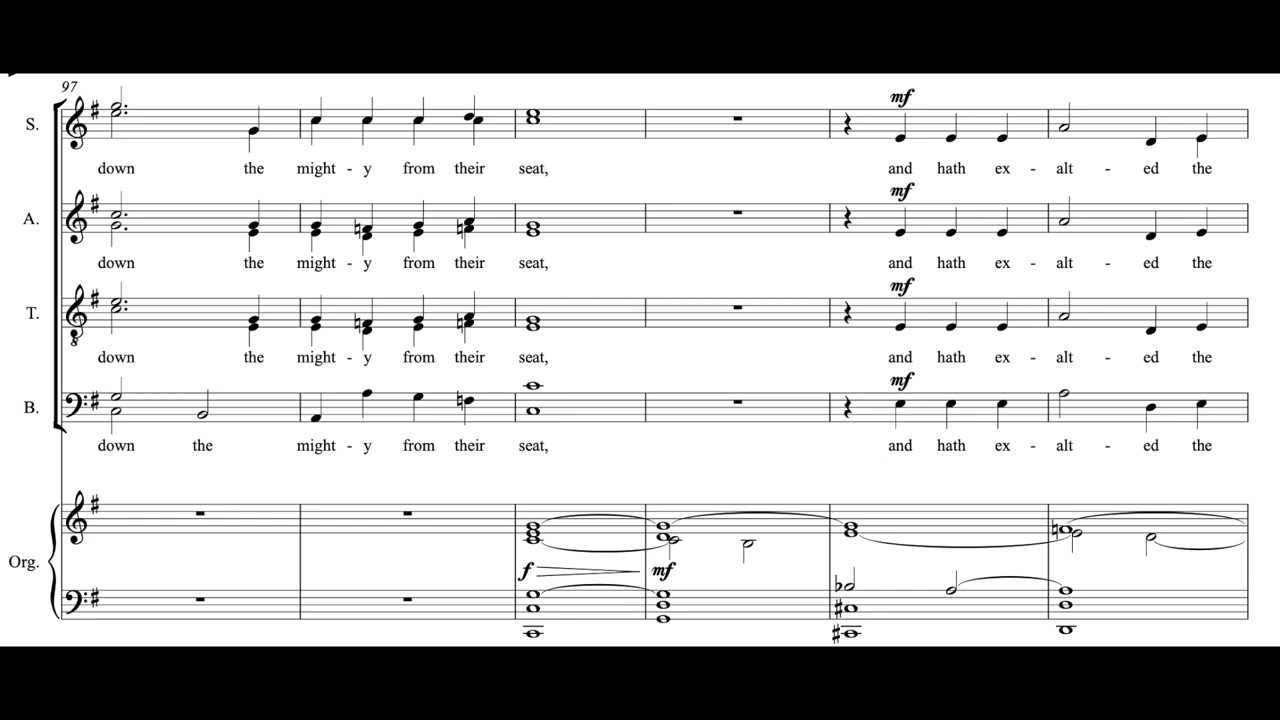 97
mf
S.
down the might - y from their seat, and hath ex - alt - ed the
mf
A.
down the might - y from their seat, and hath ex - alt - ed the
mf
T.
down the might - y from their seat, and hath ex - alt - ed the
mf
B.
down the might - y from their seat, and hath ex - alt - ed the
Org.
f mf